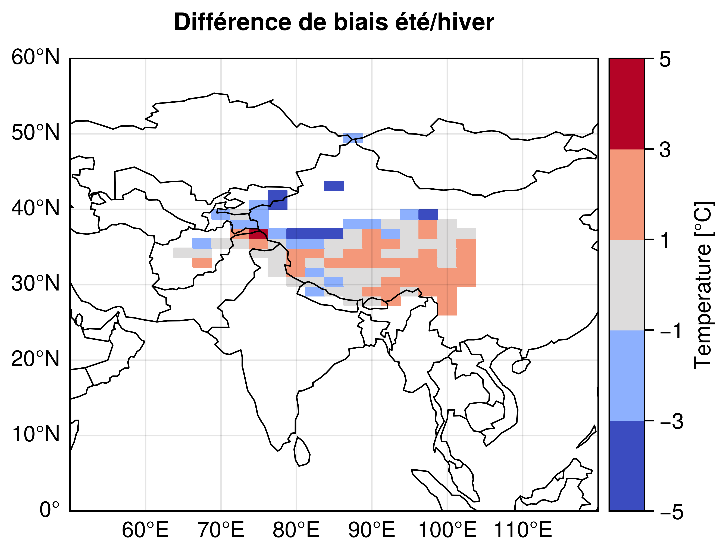 Différence de biais été/hiver
60°N
50°N
40°N
30°N
20°N
10°N
0°
60°E 70°E 80°E 90°E 100°E 110°E
5
3
1
−1
−3
−5
Temperature [°C]